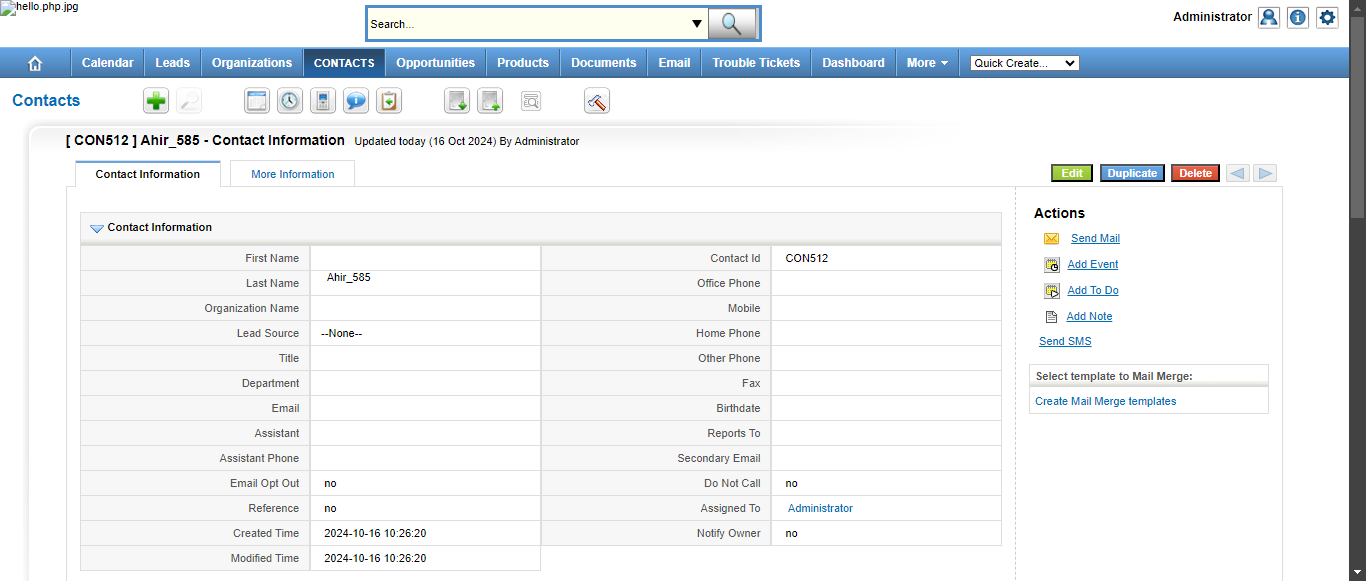 hello.php.jpg
Search...
Administrator
Calendar Leads Organizations CONTACTS Opportunities Products Documents Email Trouble Tickets Dashboard More Quick Create...
Contacts
[ CON512 ] Ahir_585 - Contact Information Updated today (16 Oct 2024) By Administrator
Contact Information More Information
Edit Duplicate Delete
Contact Information
First Name Contact Id CON512
Last Name Ahir_585 Office Phone
Organization Name Mobile
Lead Source --None-- Home Phone
Title Other Phone
Department Fax
Email Birthdate
Assistant Reports To
Assistant Phone Secondary Email
Email Opt Out no Do Not Call no
Reference no Assigned To Administrator
Created Time 2024-10-16 10:26:20 Notify Owner no
Modified Time 2024-10-16 10:26:20
Actions
Send Mail
Add Event
Add To Do
Add Note
Send SMS
Select template to Mail Merge:
Create Mail Merge templates